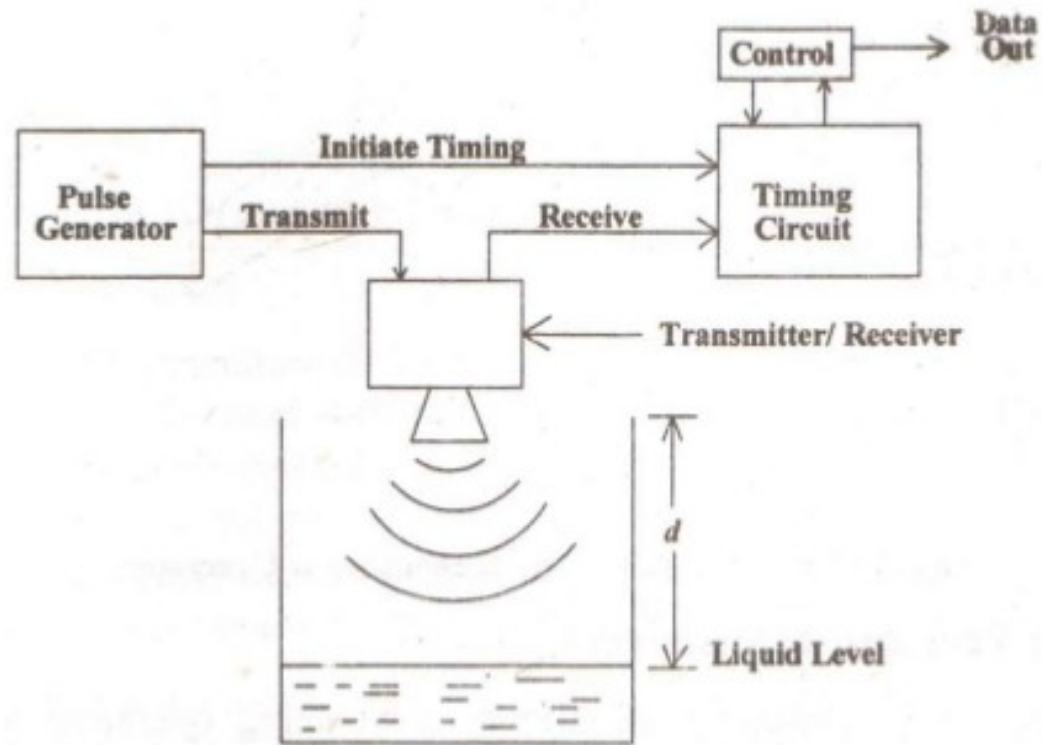 Data
Out
Control
Initiate Timing
Pulse
Generator
Timing
Circuit
Transmit
Receive
Transmitter/ Receiver
d
Liquid Level